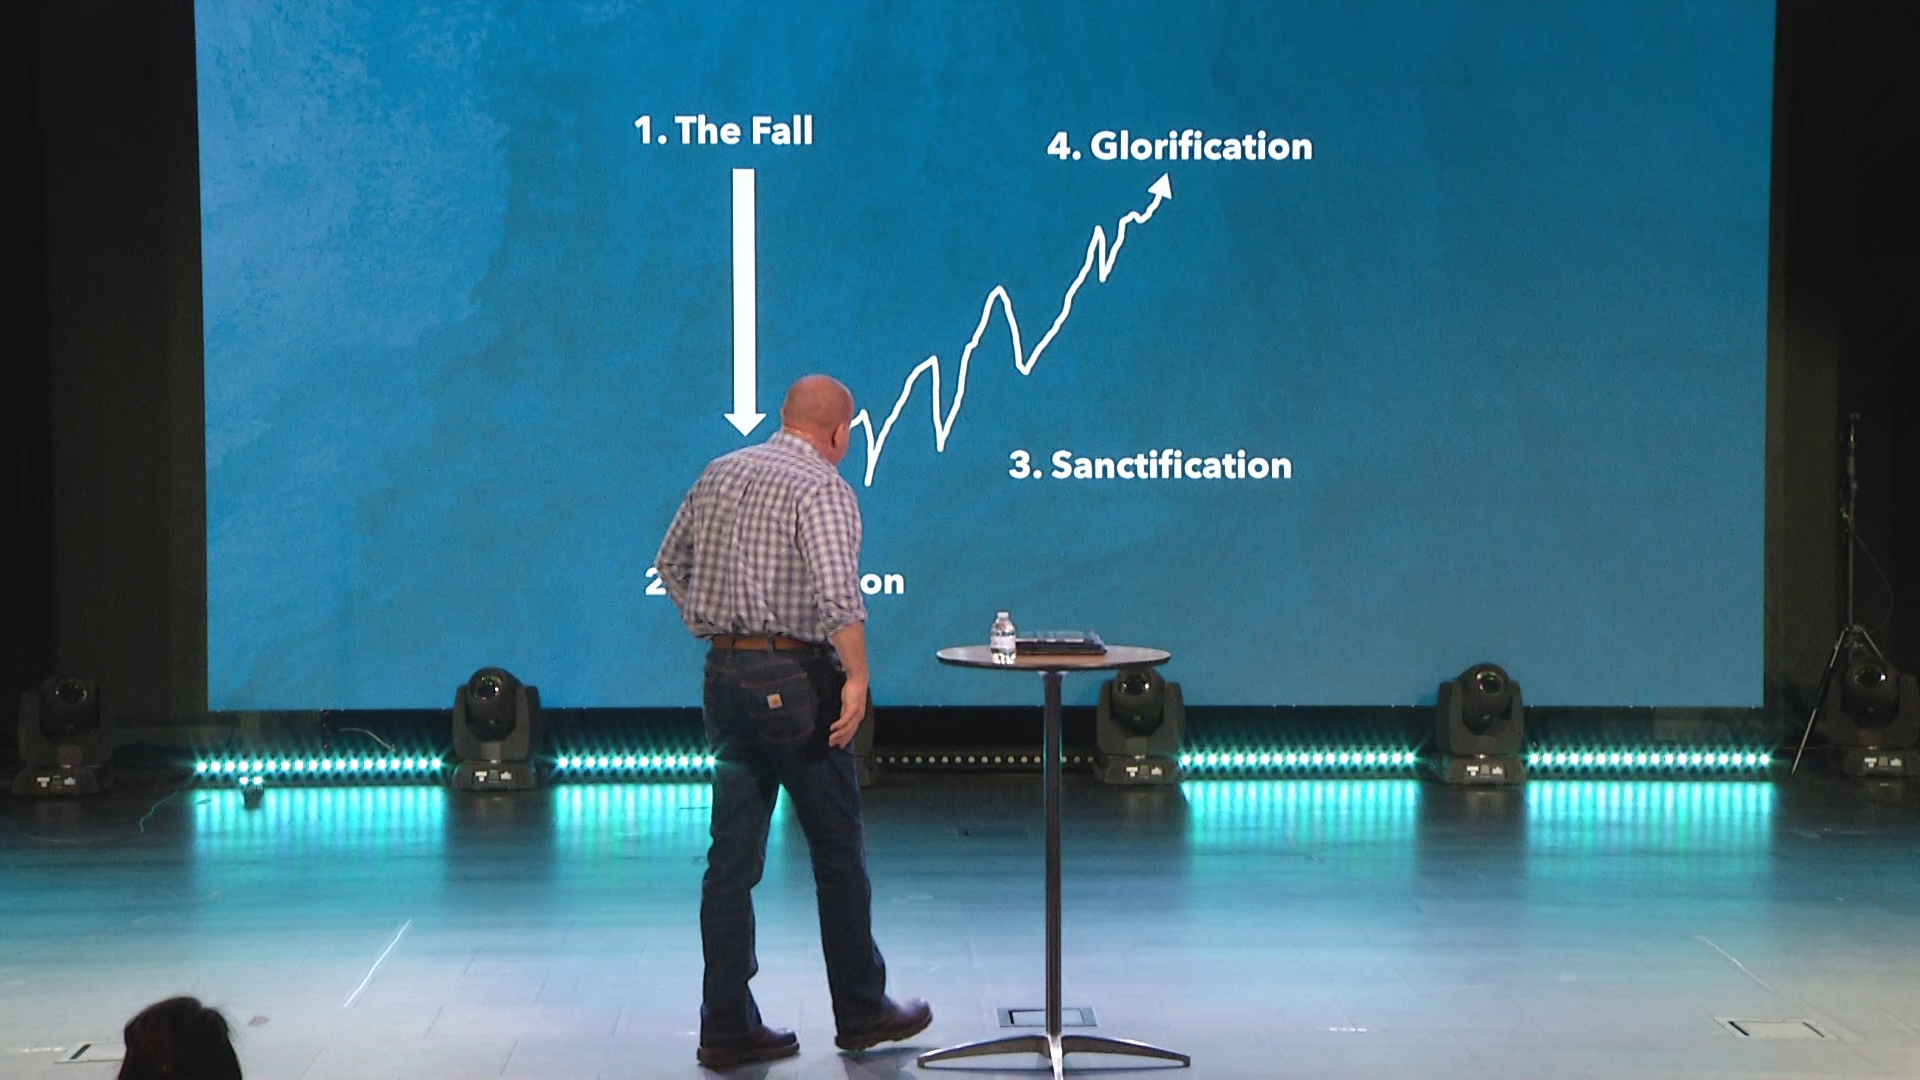 1. The Fall
4. Glorification
3. Sanctification
2 on